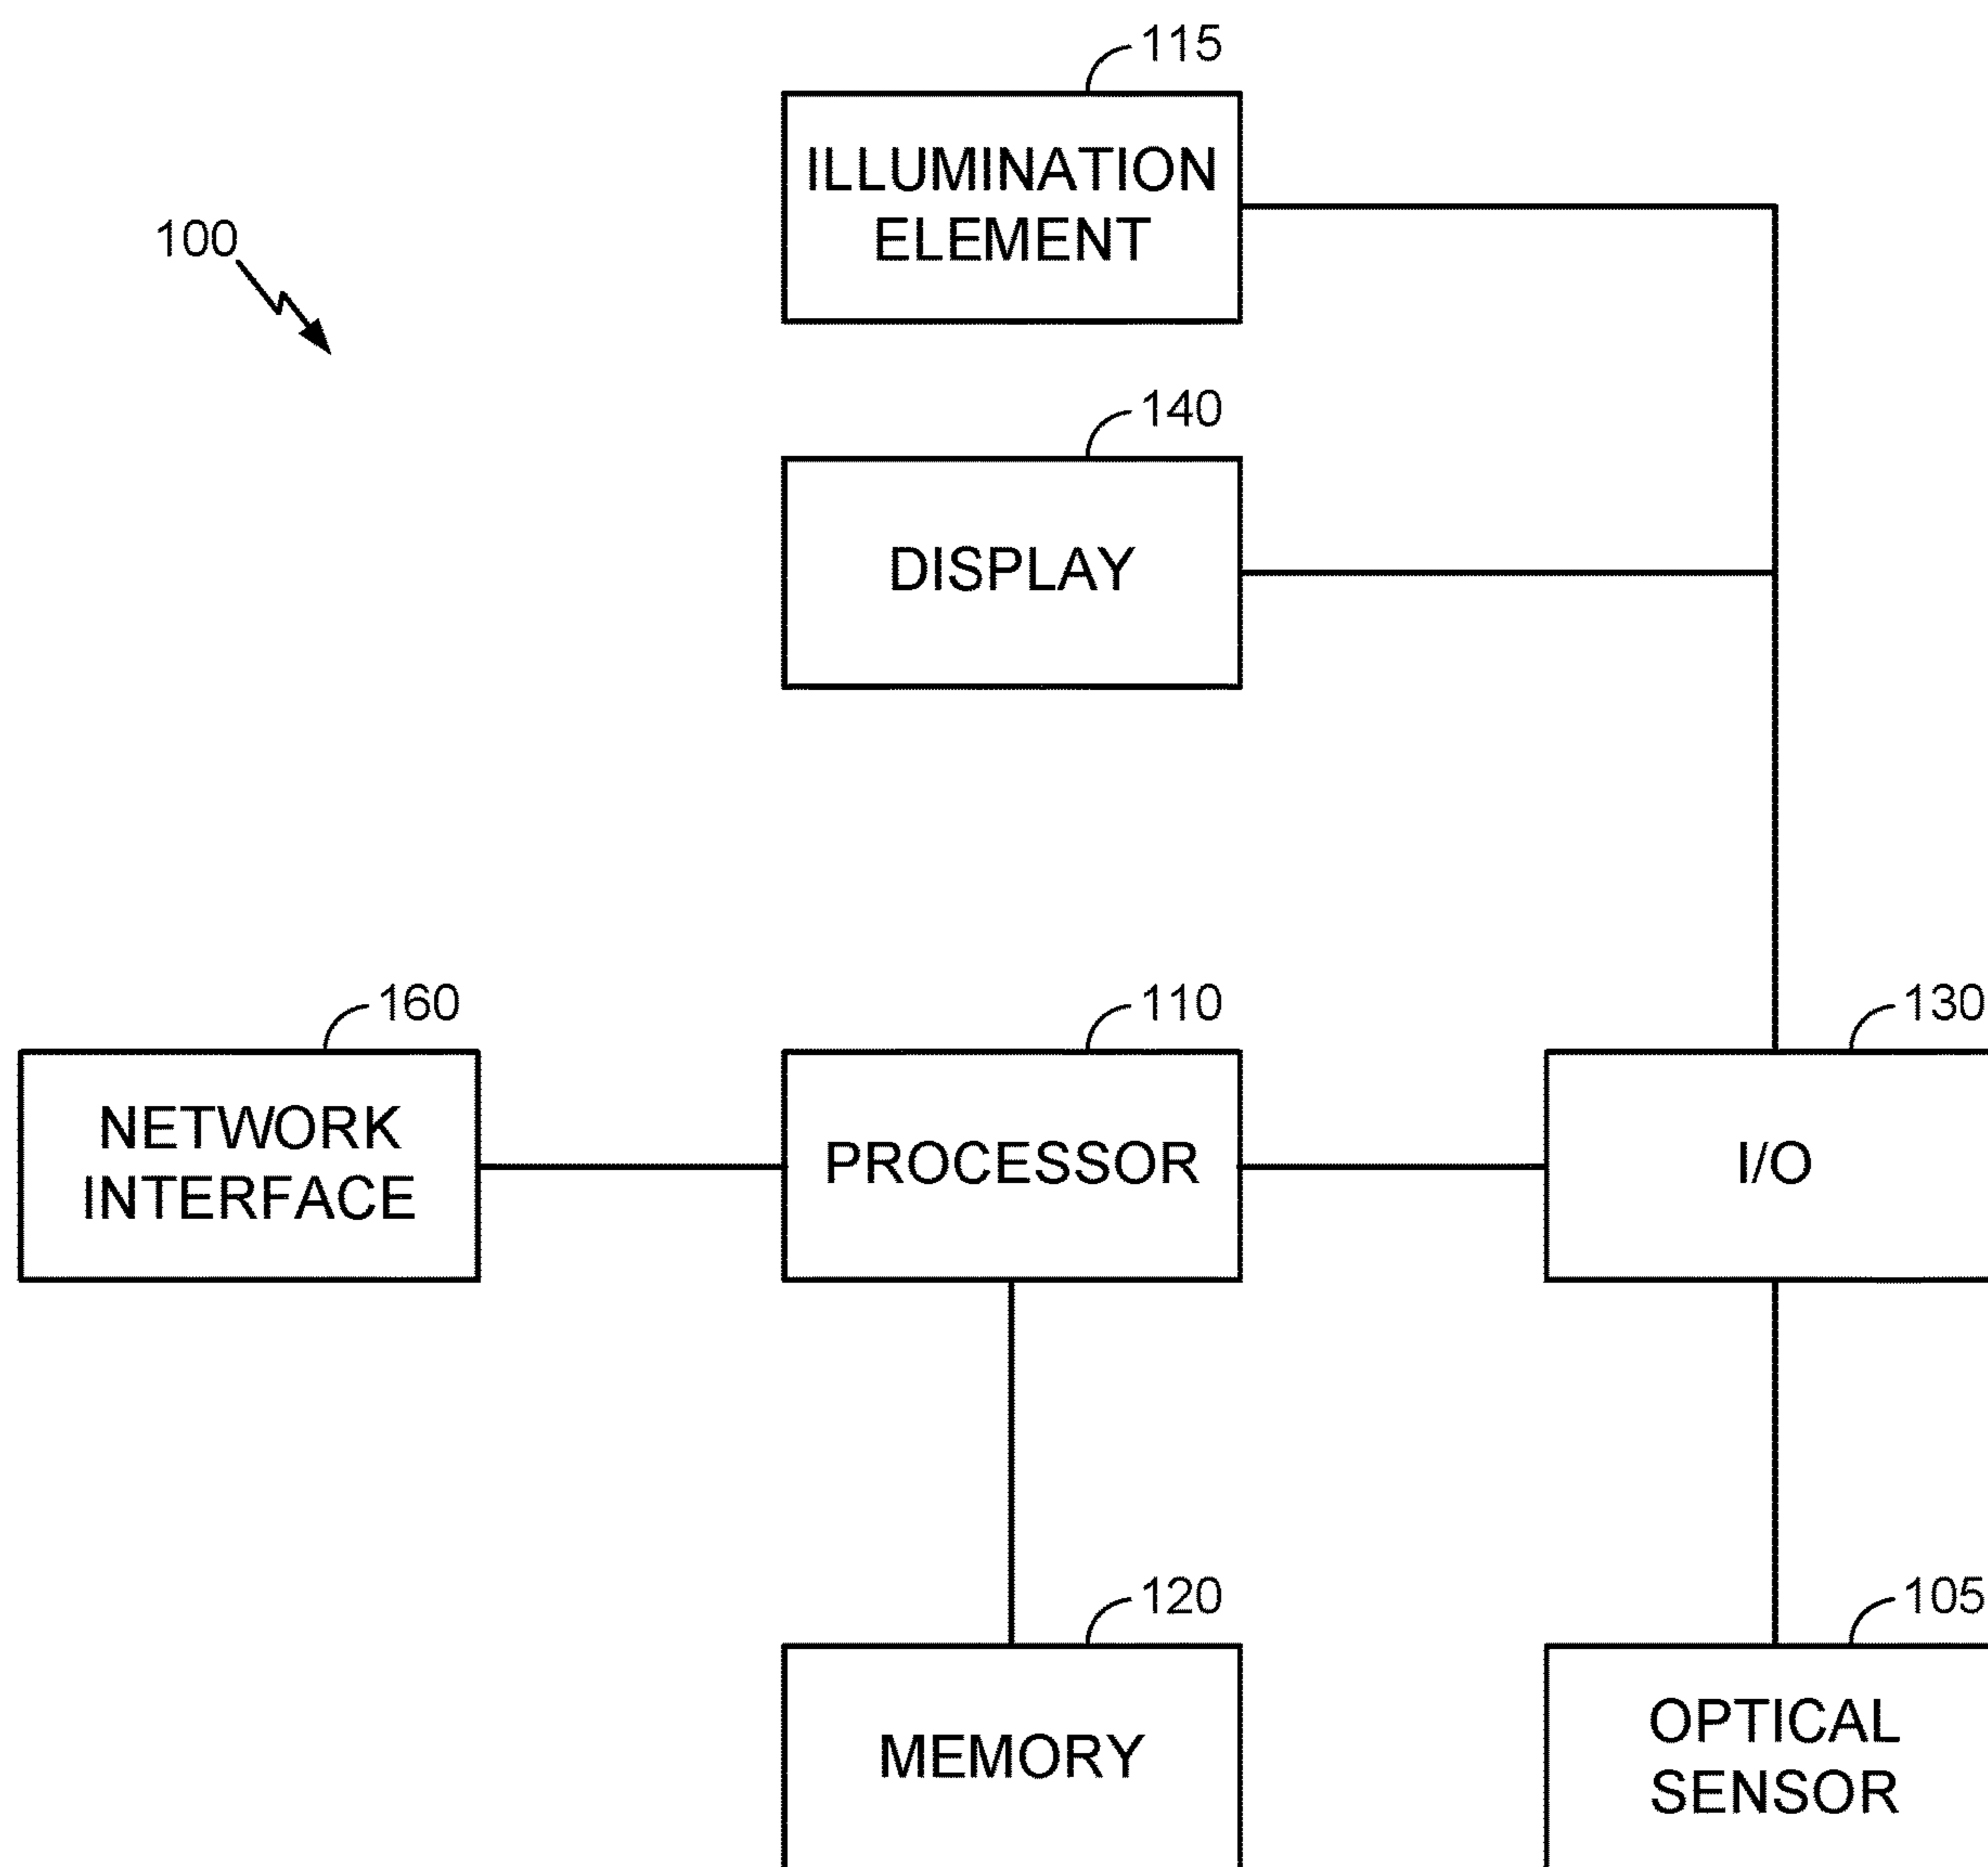 115
ILLUMINATION
ELEMENT
100
140
DISPLAY
160
110
130
NETWORK
INTERFACE
PROCESSOR
I/O
120
105
MEMORY
OPTICAL
SENSOR